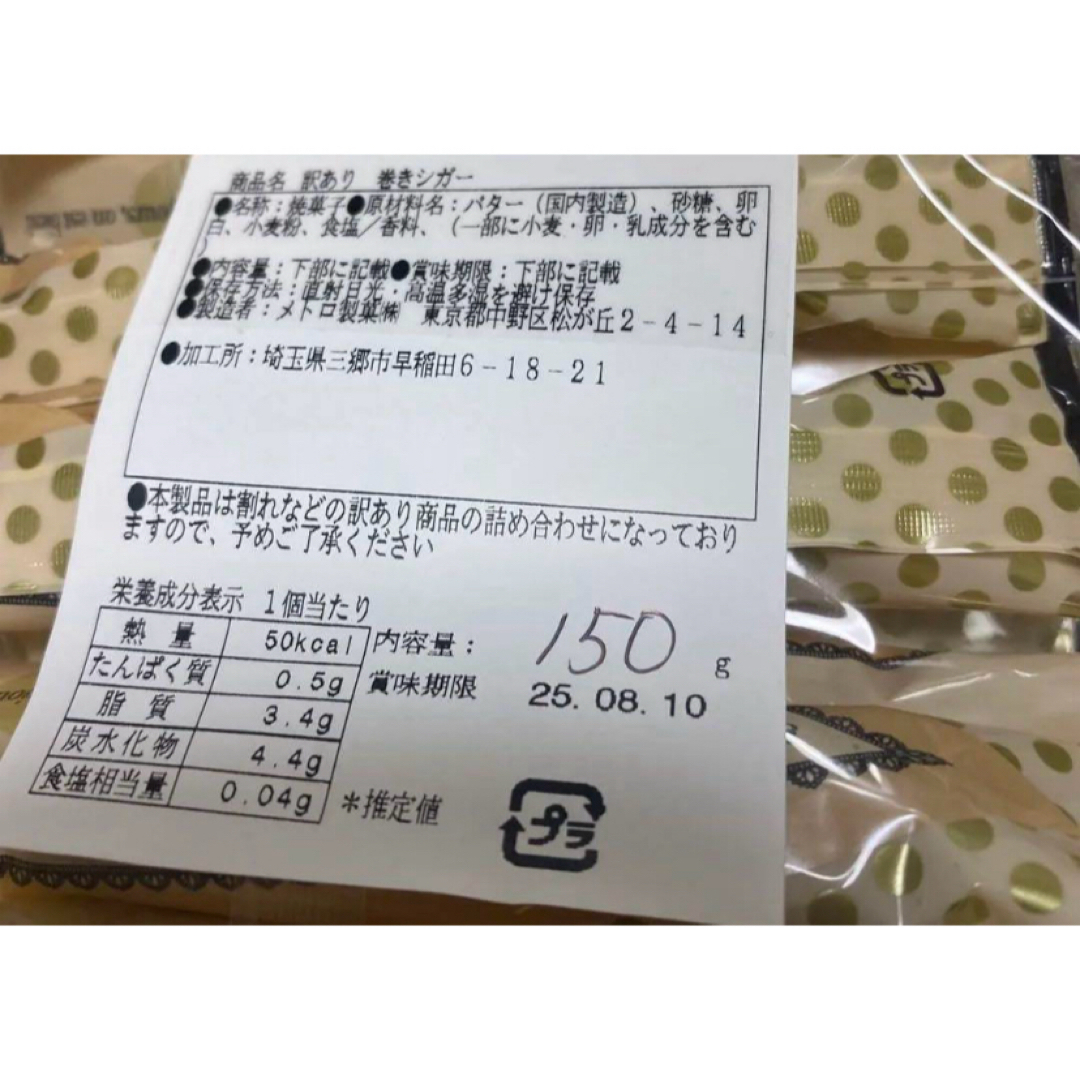 商品名 訳あり 巻きシガー
●名称：焼菓子●原材料名：バター（国内製造）、砂糖、卵
白、小麦粉、食塩／香料、（一部に小麦・卵・乳成分を含む
）
●内容量：下部に記載●賞味期限：下部に記載
●保存方法：直射日光・高温多湿を避け保存
●製造者：メトロ製菓㈱ 東京都中野区松が丘2－4－14
●加工所：埼玉県三郷市早稲田6－18－21
●本製品は割れなどの訳あり商品の詰め合わせになっており
ますので、予めご了承ください
栄養成分表示 1個当たり
熱量 50kcal
たんぱく質 0.5g
脂質 3.4g
炭水化物 4.4g
食塩相当量 0.04g
＊推定値
内容量： 150 g
賞味期限 25.08.10
プラ
プラ